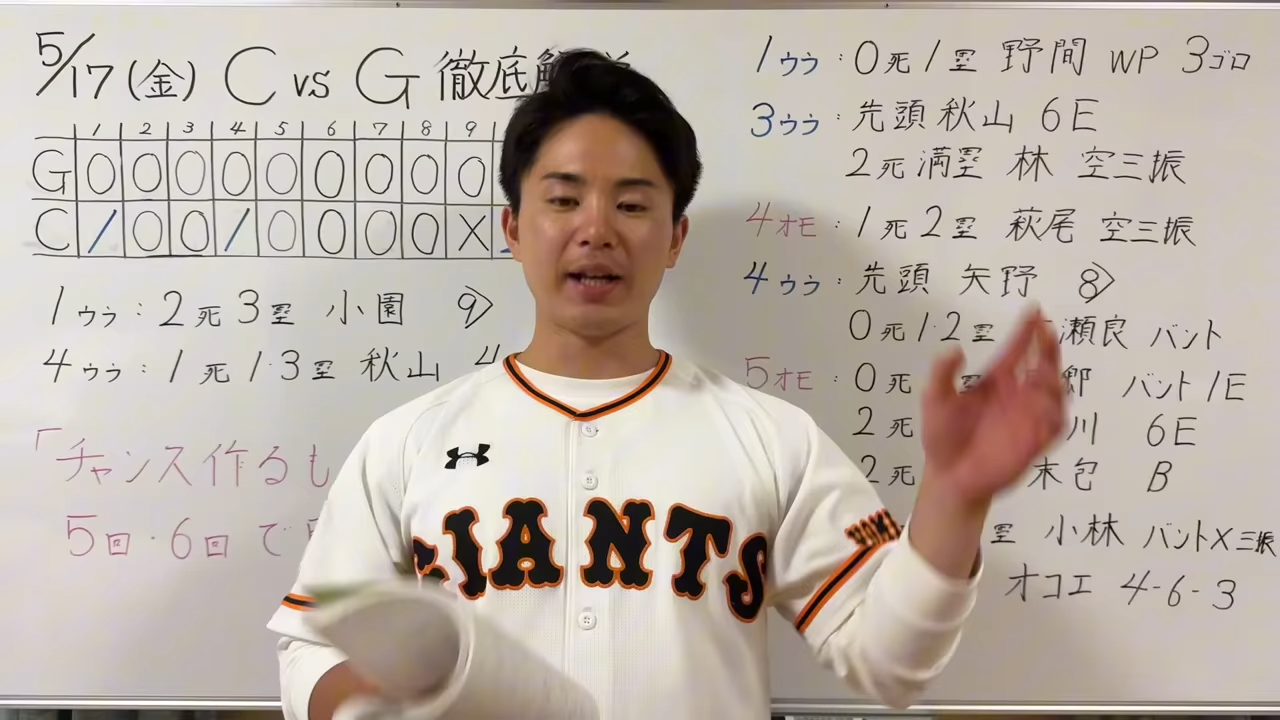 5/17(金) C vs G 徹底解
1 2 3 4 5 6 7 8 9
G 0 0 0 0 0 0 0 0 0
C 1 0 0 1 0 0 0 0 X
1ウラ:2死3塁 小園 9>
4ウラ:1死1・3塁 秋山 4
「チャンス作るも
5回・6回で
1ウラ:0死1塁 野間 WP 3ゴロ
3ウラ:先頭秋山 6E
2死満塁 林 空三振
4オモ:1死2塁 萩尾 空三振
4ウラ:先頭 矢野 8>
0死1・2塁 瀬良 バント
5オモ:0死 塁 邸 バント 1E
2死 川 6E
2死 末包 B
塁 小林 バントX三振
オコエ 4-6-3
GIANTS